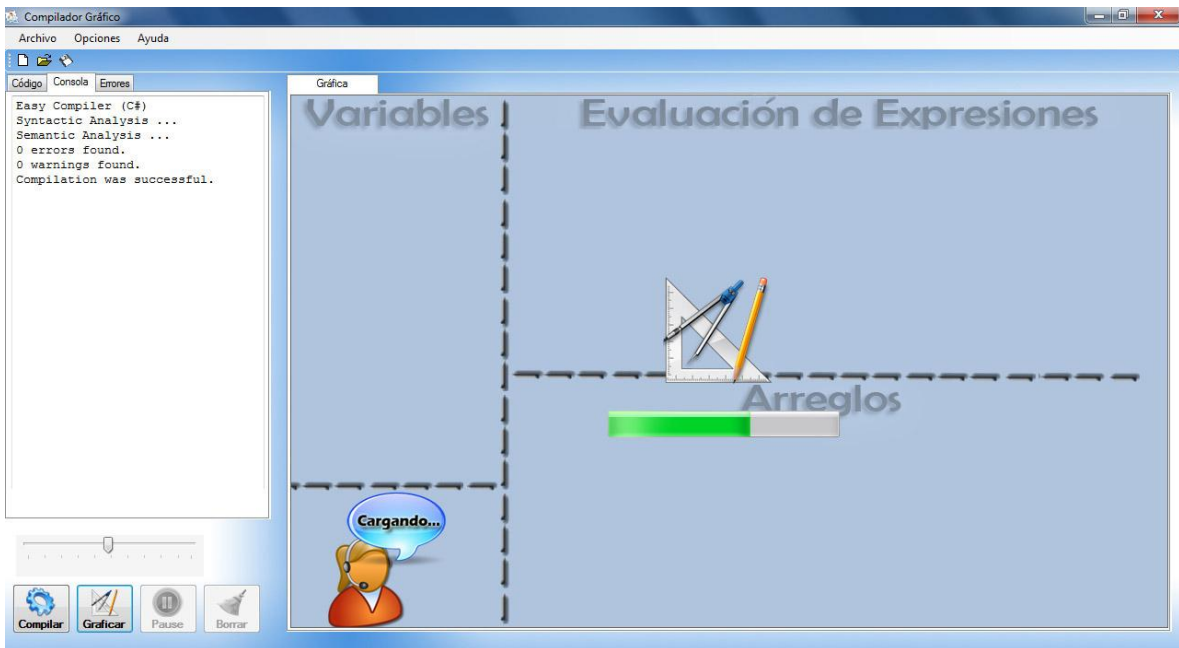 Compilador Gráfico
Archivo Opciones Ayuda
Código Consola Errores
Gráfica
Easy Compiler (C#)
Syntactic Analysis ...
Semantic Analysis ...
0 errors found.
0 warnings found.
Compilation was successful.
Variables
Evaluación de Expresiones
Arreglos
Cargando...
Compilar Graficar Pause Borrar